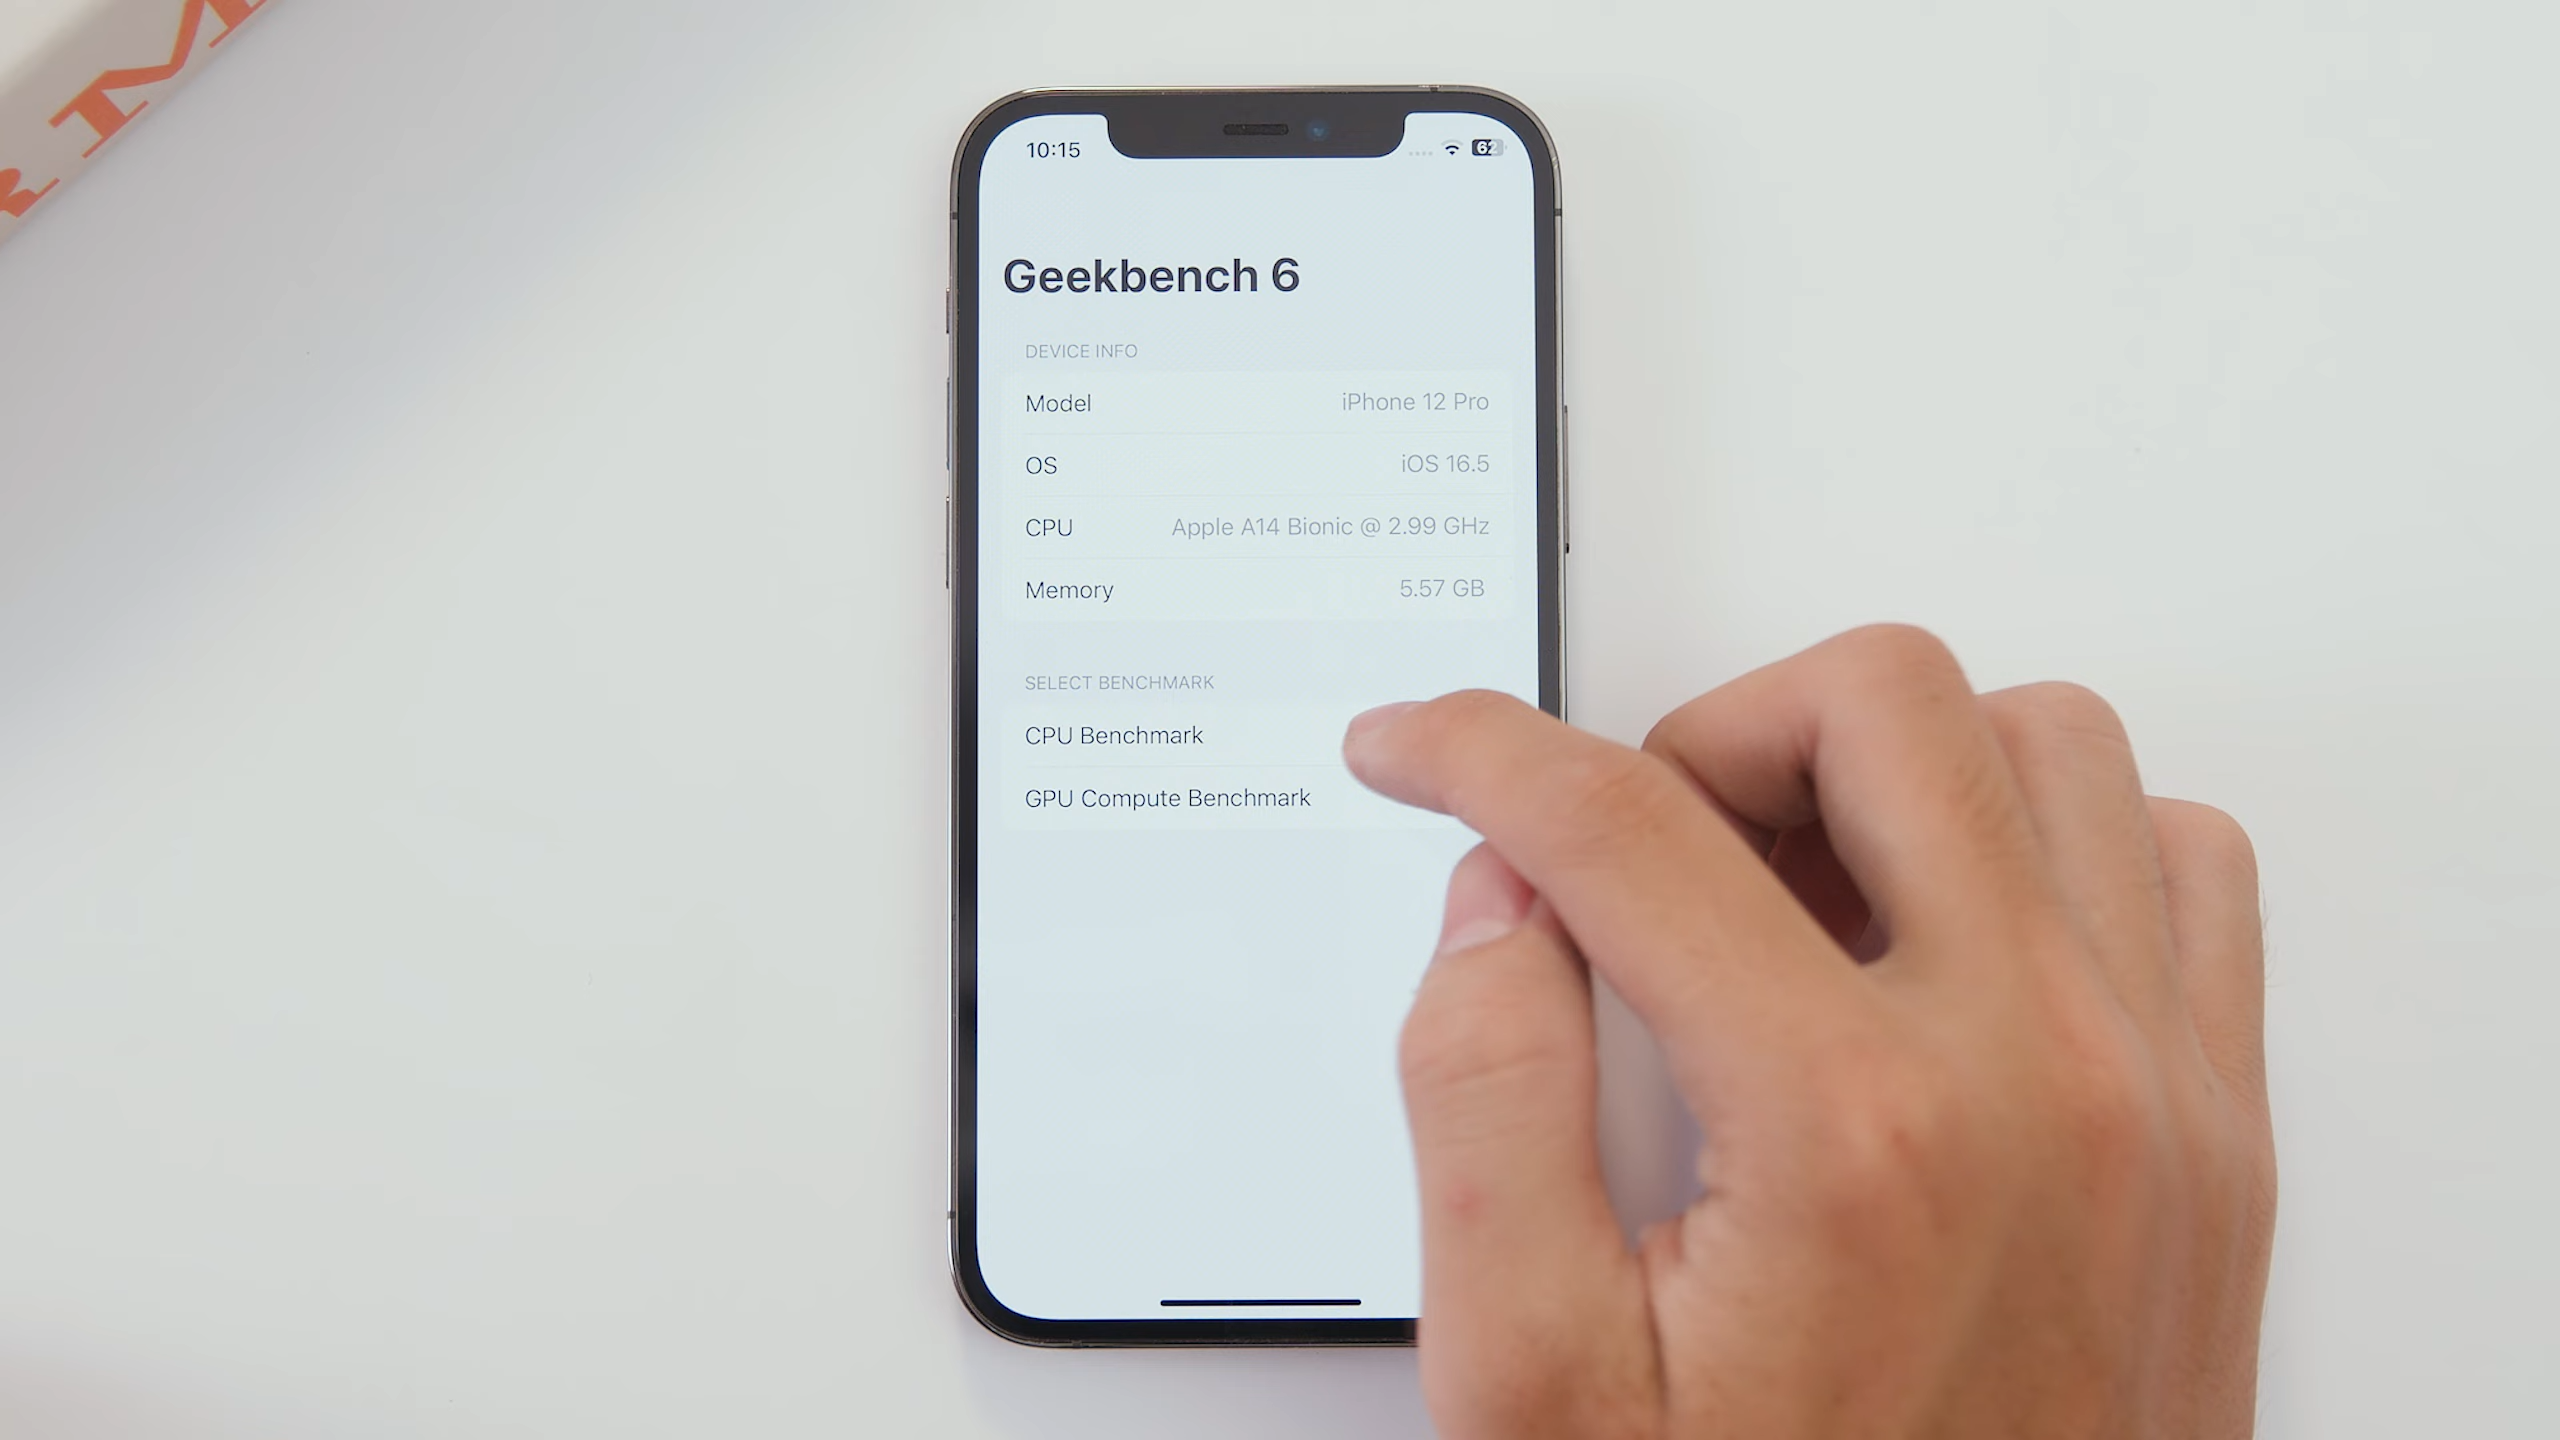 10:15
62
Geekbench 6
DEVICE INFO
Model iPhone 12 Pro
OS iOS 16.5
CPU Apple A14 Bionic @ 2.99 GHz
Memory 5.57 GB
SELECT BENCHMARK
CPU Benchmark
GPU Compute Benchmark